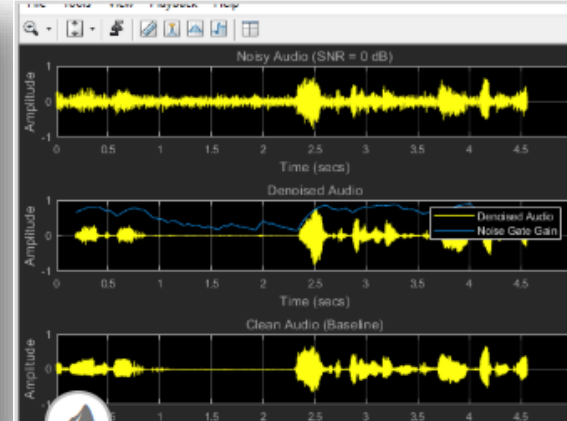 File Tools View Playback Help
Noisy Audio (SNR = 0 dB)
1
0
-1
Amplitude
0 0.5 1 1.5 2 2.5 3 3.5 4 4.5
Time (secs)
Denoised Audio
1
0
-1
Amplitude
Denoised Audio
Noise Gate Gain
0 0.5 1 1.5 2 2.5 3 3.5 4 4.5
Time (secs)
Clean Audio (Baseline)
1
0
-1
Amplitude
1 1.5 2 2.5 3 3.5 4 4.5